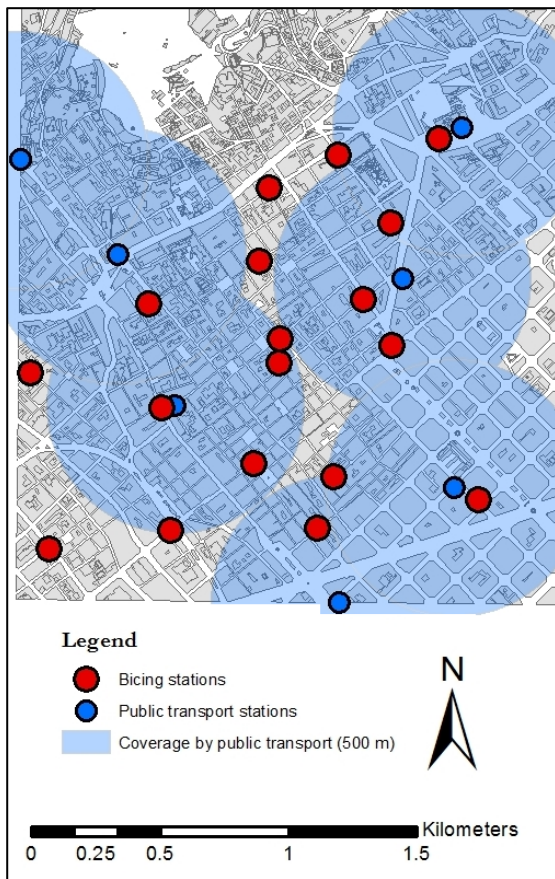 Legend
Bicing stations
Public transport stations
Coverage by public transport (500 m)
N
Kilometers
0 0.25 0.5 1 1.5